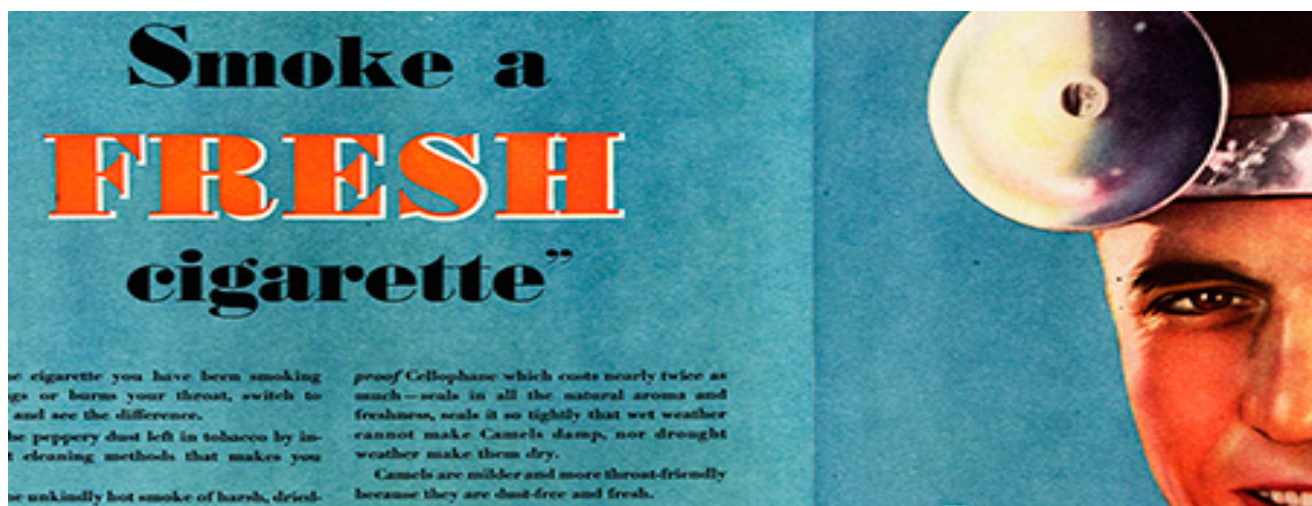 Smoke a
FRESH
cigarette”
e cigarette you have been smoking
gs or burns your throat, switch to
and see the difference.
he peppery dust left in tobacco by in-
t cleaning methods that makes you
e unkindly hot smoke of harsh, dried-
proof Cellophane which costs nearly twice as
much—seals in all the natural aroma and
freshness, seals it so tightly that wet weather
cannot make Camels damp, nor drought
weather make them dry.
Camels are milder and more throat-friendly
because they are dust-free and fresh.